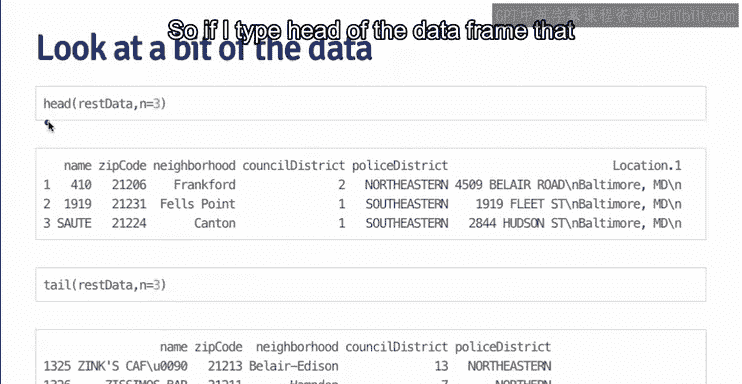 So if I type head of the data frame that
Look at a bit of the data
head(restData,n=3)
name zipCode neighborhood councilDistrict policeDistrict Location.1
1 410 21206 Frankford 2 NORTHEASTERN 4509 BELAIR ROAD\nBaltimore, MD\n
2 1919 21231 Fells Point 1 SOUTHEASTERN 1919 FLEET ST\nBaltimore, MD\n
3 SAUTE 21224 Canton 1 SOUTHEASTERN 2844 HUDSON ST\nBaltimore, MD\n
tail(restData,n=3)
name zipCode neighborhood councilDistrict policeDistrict
1325 ZINK'S CAF\u0090 21213 Belair-Edison 13 NORTHEASTERN